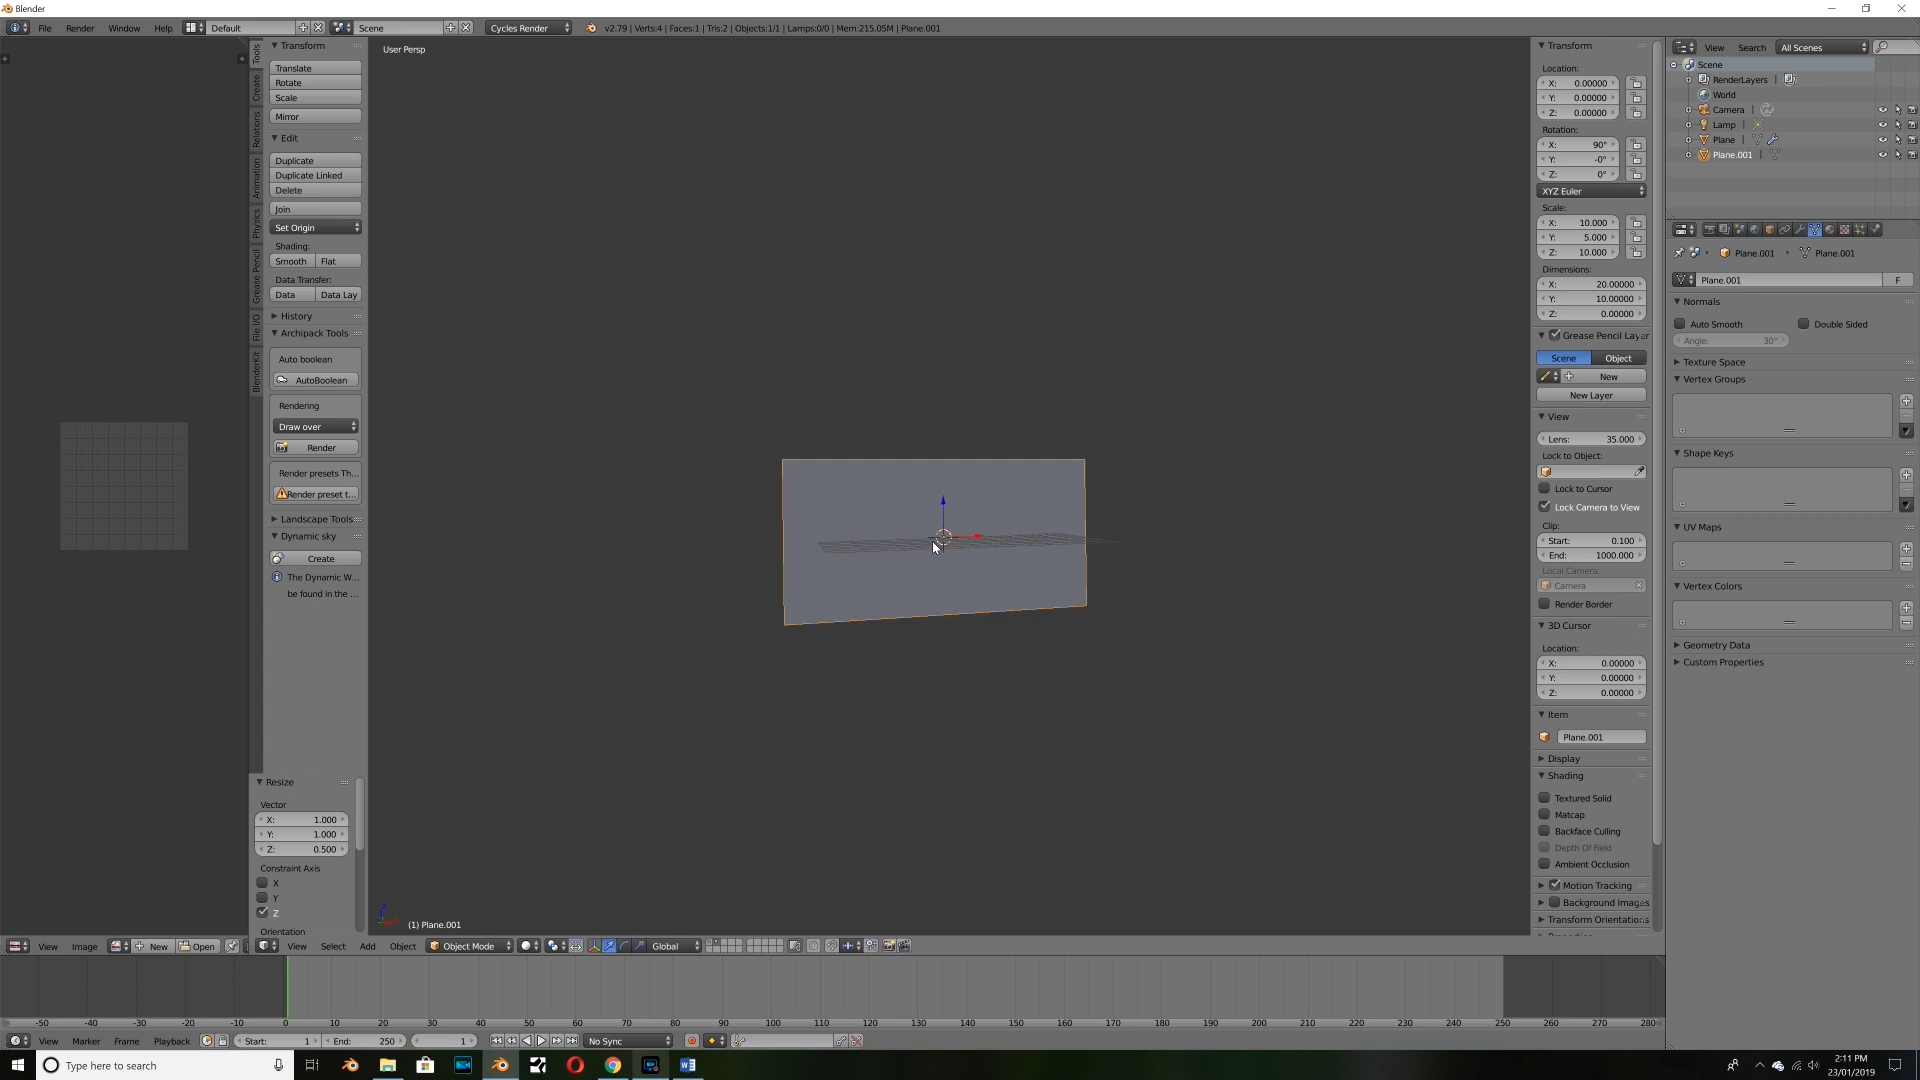 Blender
File Render Window Help Default Scene Cycles Render v2.79 | Verts:4 | Faces:1 | Tris:2 | Objects:1/1 | Lamps:0/0 | Mem:215.05M | Plane.001
Tools
Create
Relations
Animation
Physics
Grease Pencil
File I/O
BlenderKit
Transform
Translate
Rotate
Scale
Mirror
Edit
Duplicate
Duplicate Linked
Delete
Join
Set Origin
Shading:
Smooth Flat
Data Transfer:
Data Data Lay
History
Archipack Tools
Auto boolean
AutoBoolean
Rendering
Draw over
Render
Render presets Th...
Render preset t...
Landscape Tools
Dynamic sky
Create
The Dynamic W...
be found in the ...
Resize
Vector
X: 1.000
Y: 1.000
Z: 0.500
Constraint Axis
X
Y
Z
Orientation
User Persp
(1) Plane.001
Transform
Location:
X: 0.00000
Y: 0.00000
Z: 0.00000
Rotation:
X: 90°
Y: -0°
Z: 0°
XYZ Euler
Scale:
X: 10.000
Y: 5.000
Z: 10.000
Dimensions:
X: 20.00000
Y: 10.00000
Z: 0.00000
Grease Pencil Layer
Scene Object
New
New Layer
View
Lens: 35.000
Lock to Object:
Lock to Cursor
Lock Camera to View
Clip:
Start: 0.100
End: 1000.000
Local Camera:
Camera
Render Border
3D Cursor
Location:
X: 0.00000
Y: 0.00000
Z: 0.00000
Item
Plane.001
Display
Shading
Textured Solid
Matcap
Backface Culling
Depth Of Field
Ambient Occlusion
Motion Tracking
Background Images
Transform Orientations
View Search All Scenes
Scene
RenderLayers |
World
Camera |
Lamp |
Plane |
Plane.001 |
Plane.001 Plane.001
Plane.001 F
Normals
Auto Smooth Double Sided
Angle: 30°
Texture Space
Vertex Groups
Shape Keys
UV Maps
Vertex Colors
Geometry Data
Custom Properties
View Image New Open View Select Add Object Object Mode Global
-50 -40 -30 -20 -10 0 10 20 30 40 50 60 70 80 90 100 110 120 130 140 150 160 170 180 190 200 210 220 230 240 250 260 270 280
View Marker Frame Playback Start: 1 End: 250 1 No Sync
Type here to search
2:11 PM
23/01/2019